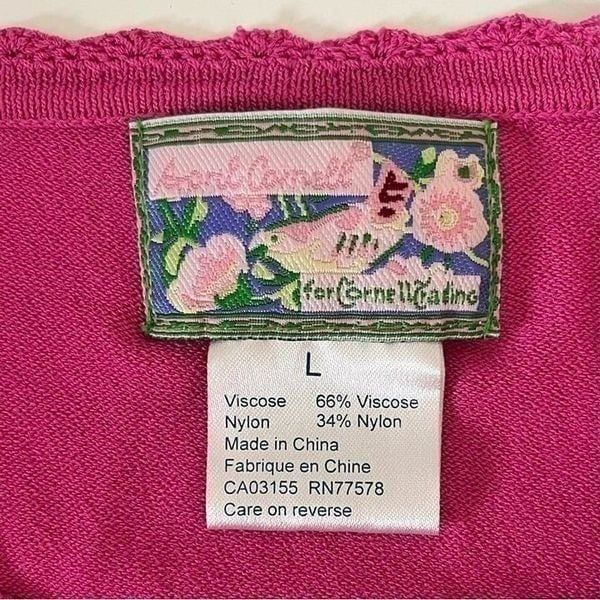 April Cornell
for Cornell Trading
L
Viscose 66% Viscose
Nylon 34% Nylon
Made in China
Fabrique en Chine
CA03155 RN77578
Care on reverse